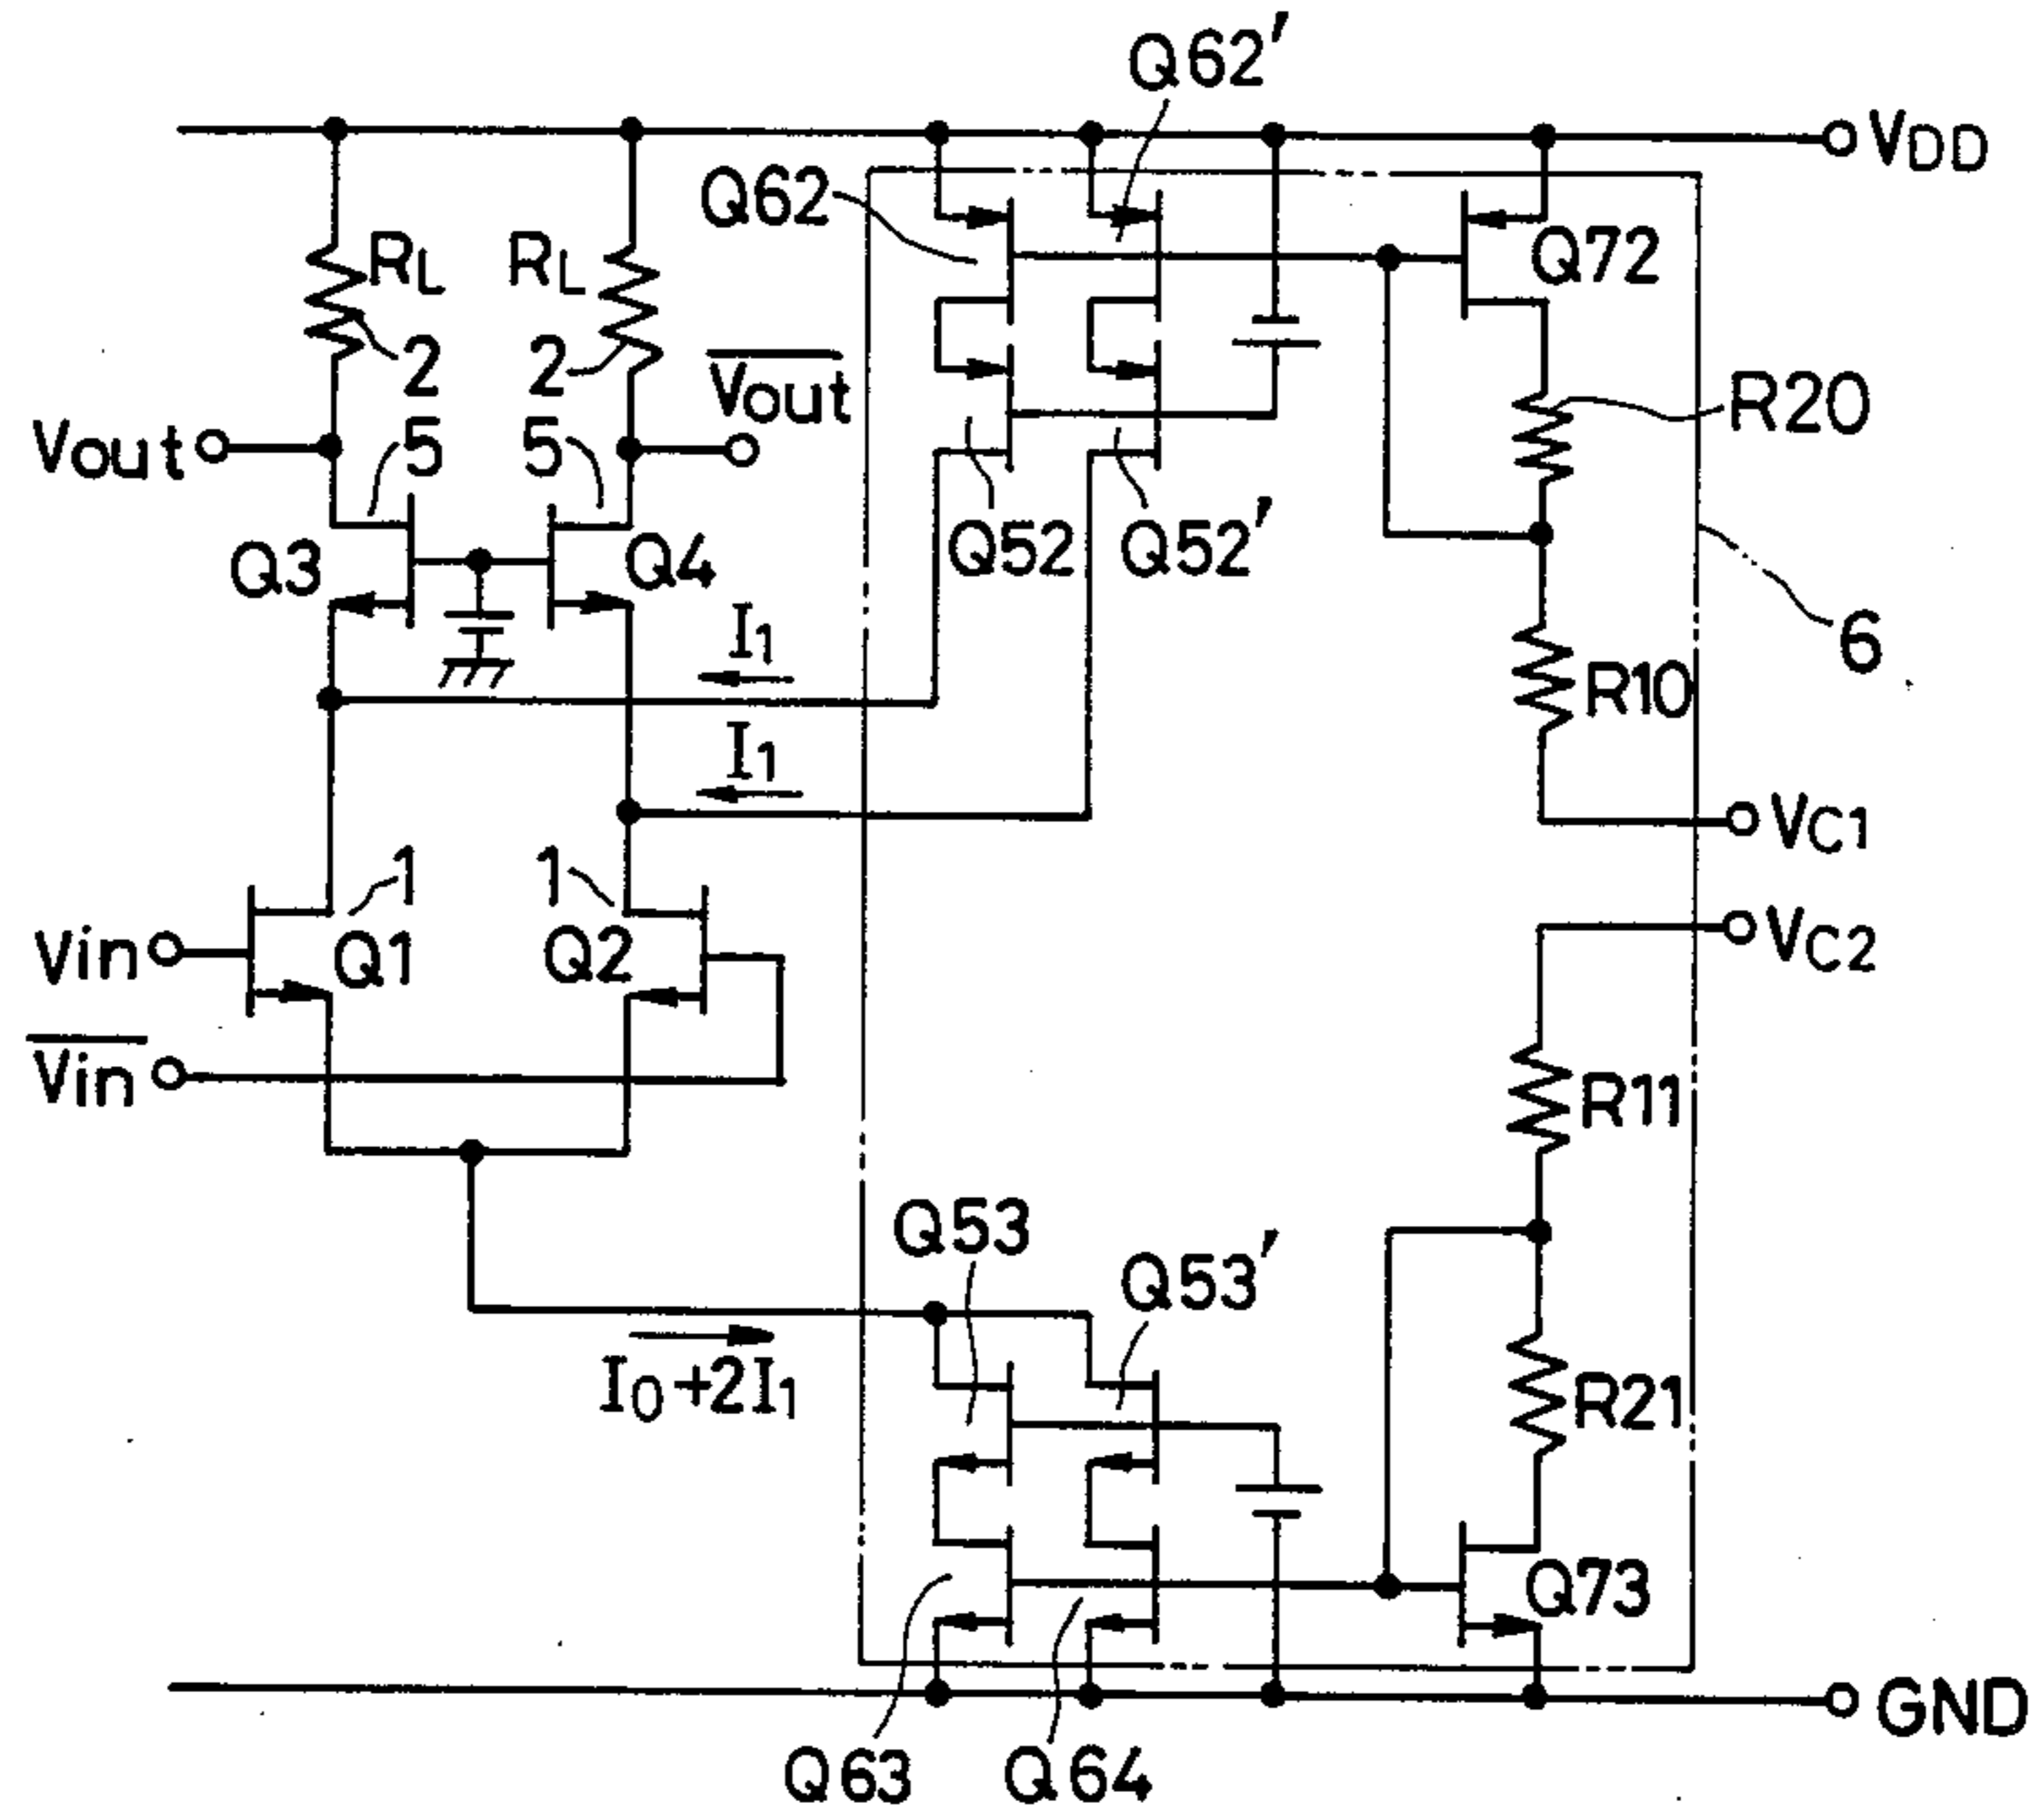 Q62'
VDD
Q62
Q72
RL
RL
2
2
R20
Vout
Vout
5
5
Q3
Q4
Q52
Q52'
I1
6
R10
I1
VC1
1
1
VC2
Vin
Q1
Q2
Vin
R11
Q53
Q53'
I0+2I1
R21
Q73
GND
Q63
Q64